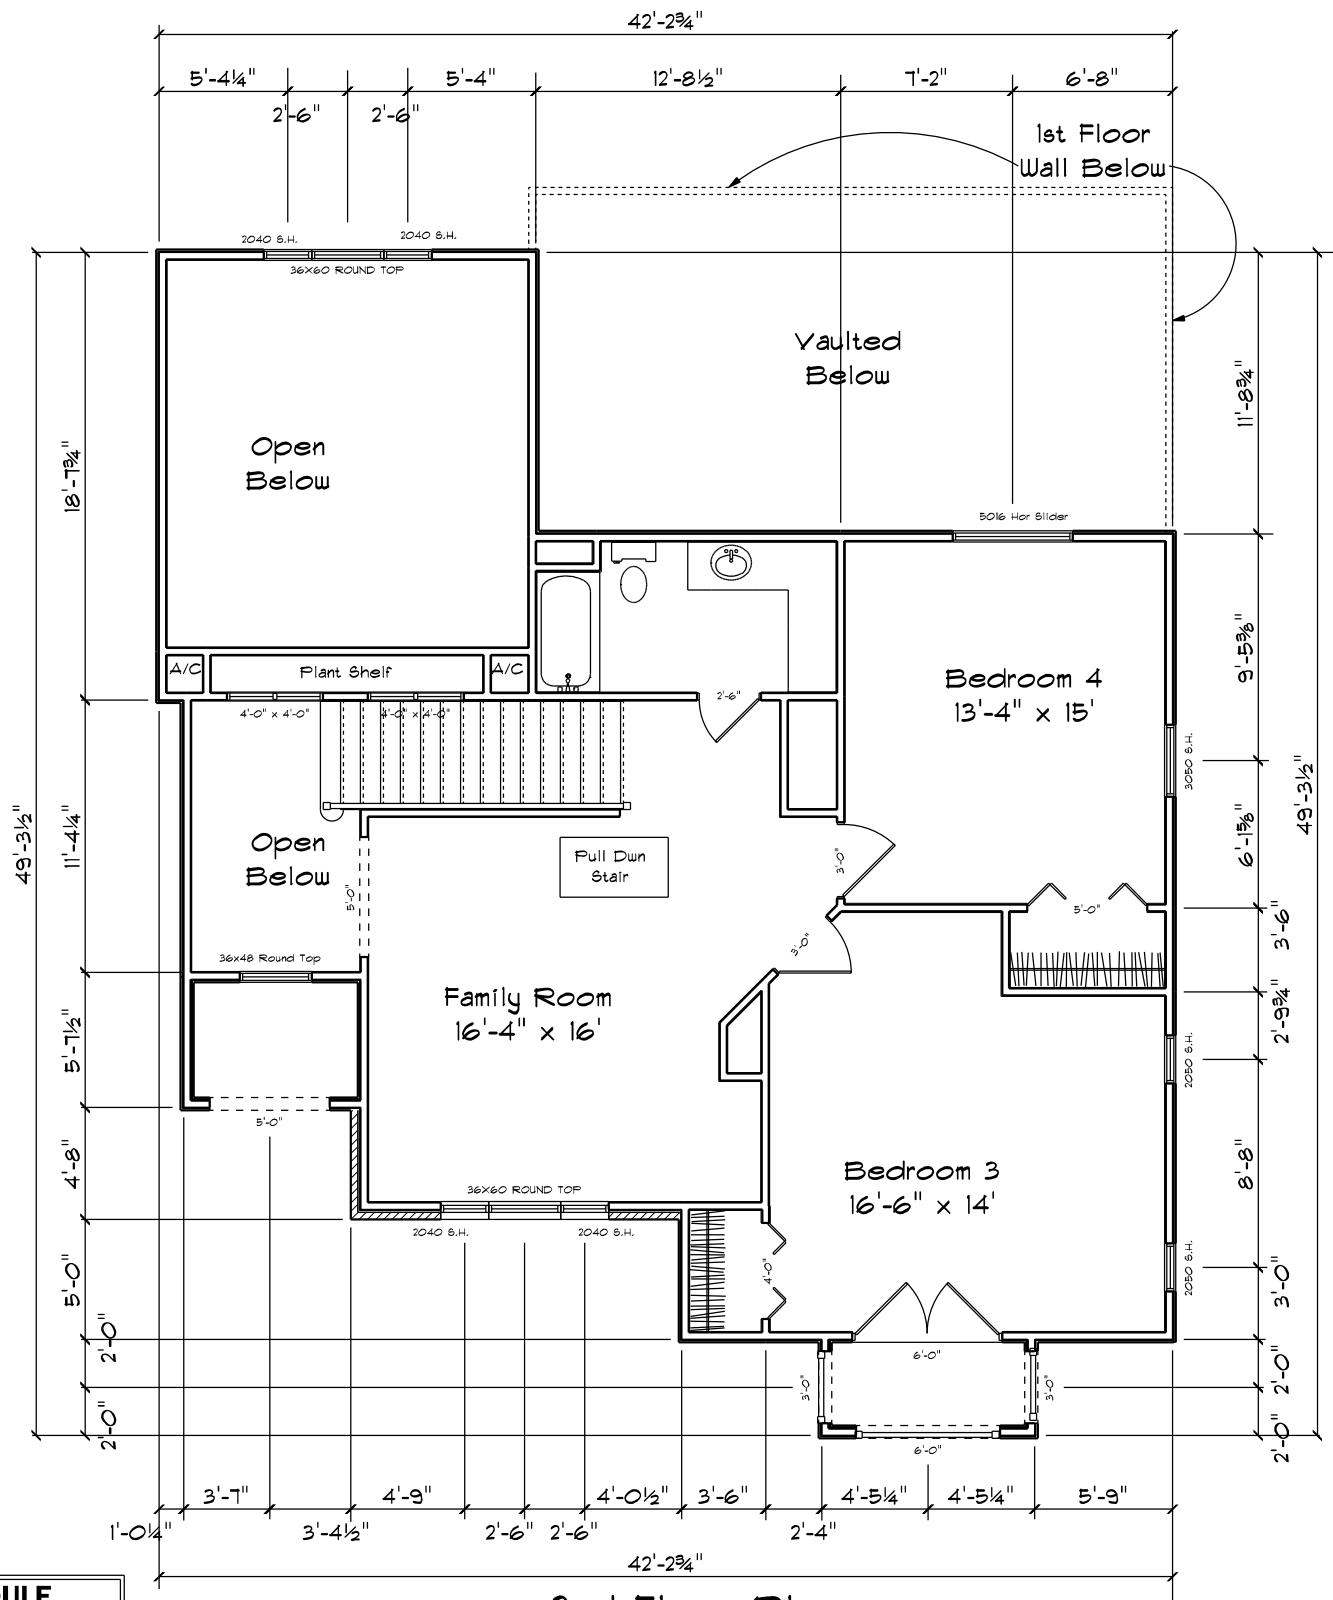 42'-2¾"
5'-4¼"
5'-4"
12'-8½"
7'-2"
6'-8"
2'-6"
2'-6"
1st Floor
Wall Below
2040 S.H.
2040 S.H.
36X60 ROUND TOP
Vaulted
Below
11'-8¾"
Open
Below
18'-7¾"
5016 Hor Slider
9'-5⅜"
A/C
Plant Shelf
A/C
2'-6"
4'-0" x 4'-0"
4'-0" x 4'-0"
Bedroom 4
13'-4" x 15'
3050 S.H.
49'-3½"
49'-3½"
11'-4¼"
6'-1⅝"
Open
Below
Pull Dwn
Stair
3'-0"
5'-0"
5'-0"
3'-6"
3'-0"
36x48 Round Top
Family Room
16'-4" x 16'
2'-9¾"
5'-7½"
2050 S.H.
5'-0"
4'-8"
8'-8"
Bedroom 3
16'-6" x 14'
36X60 ROUND TOP
2040 S.H.
2040 S.H.
4'-0"
2050 S.H.
5'-0"
3'-0"
2'-0"
6'-0"
3'-0"
3'-0"
2'-0"
2'-0"
6'-0"
2'-0"
3'-7"
4'-9"
4'-0½"
3'-6"
4'-5¼"
4'-5¼"
5'-9"
1'-0¼"
3'-4½"
2'-6"
2'-6"
2'-4"
42'-2¾"